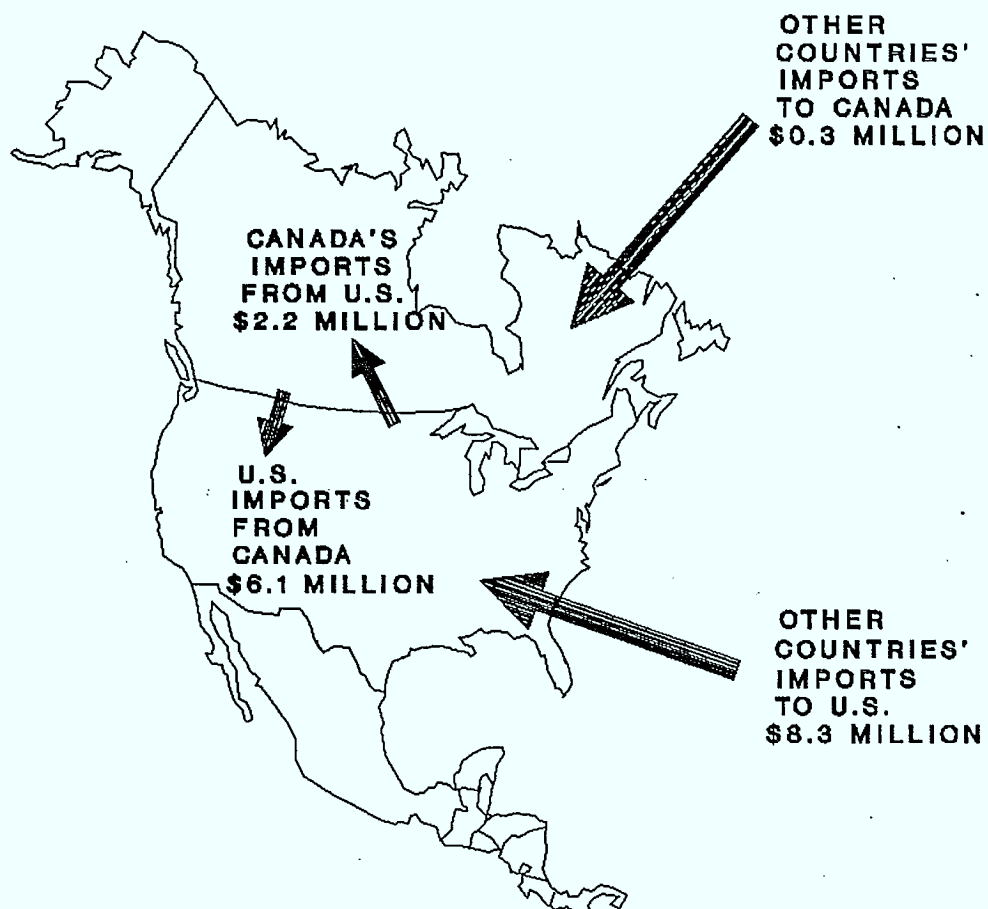 OTHER
COUNTRIES'
IMPORTS
TO CANADA
$0.3 MILLION
CANADA'S
IMPORTS
FROM U.S.
$2.2 MILLION
U.S.
IMPORTS
FROM
CANADA
$6.1 MILLION
OTHER
COUNTRIES'
IMPORTS
TO U.S.
$8.3 MILLION